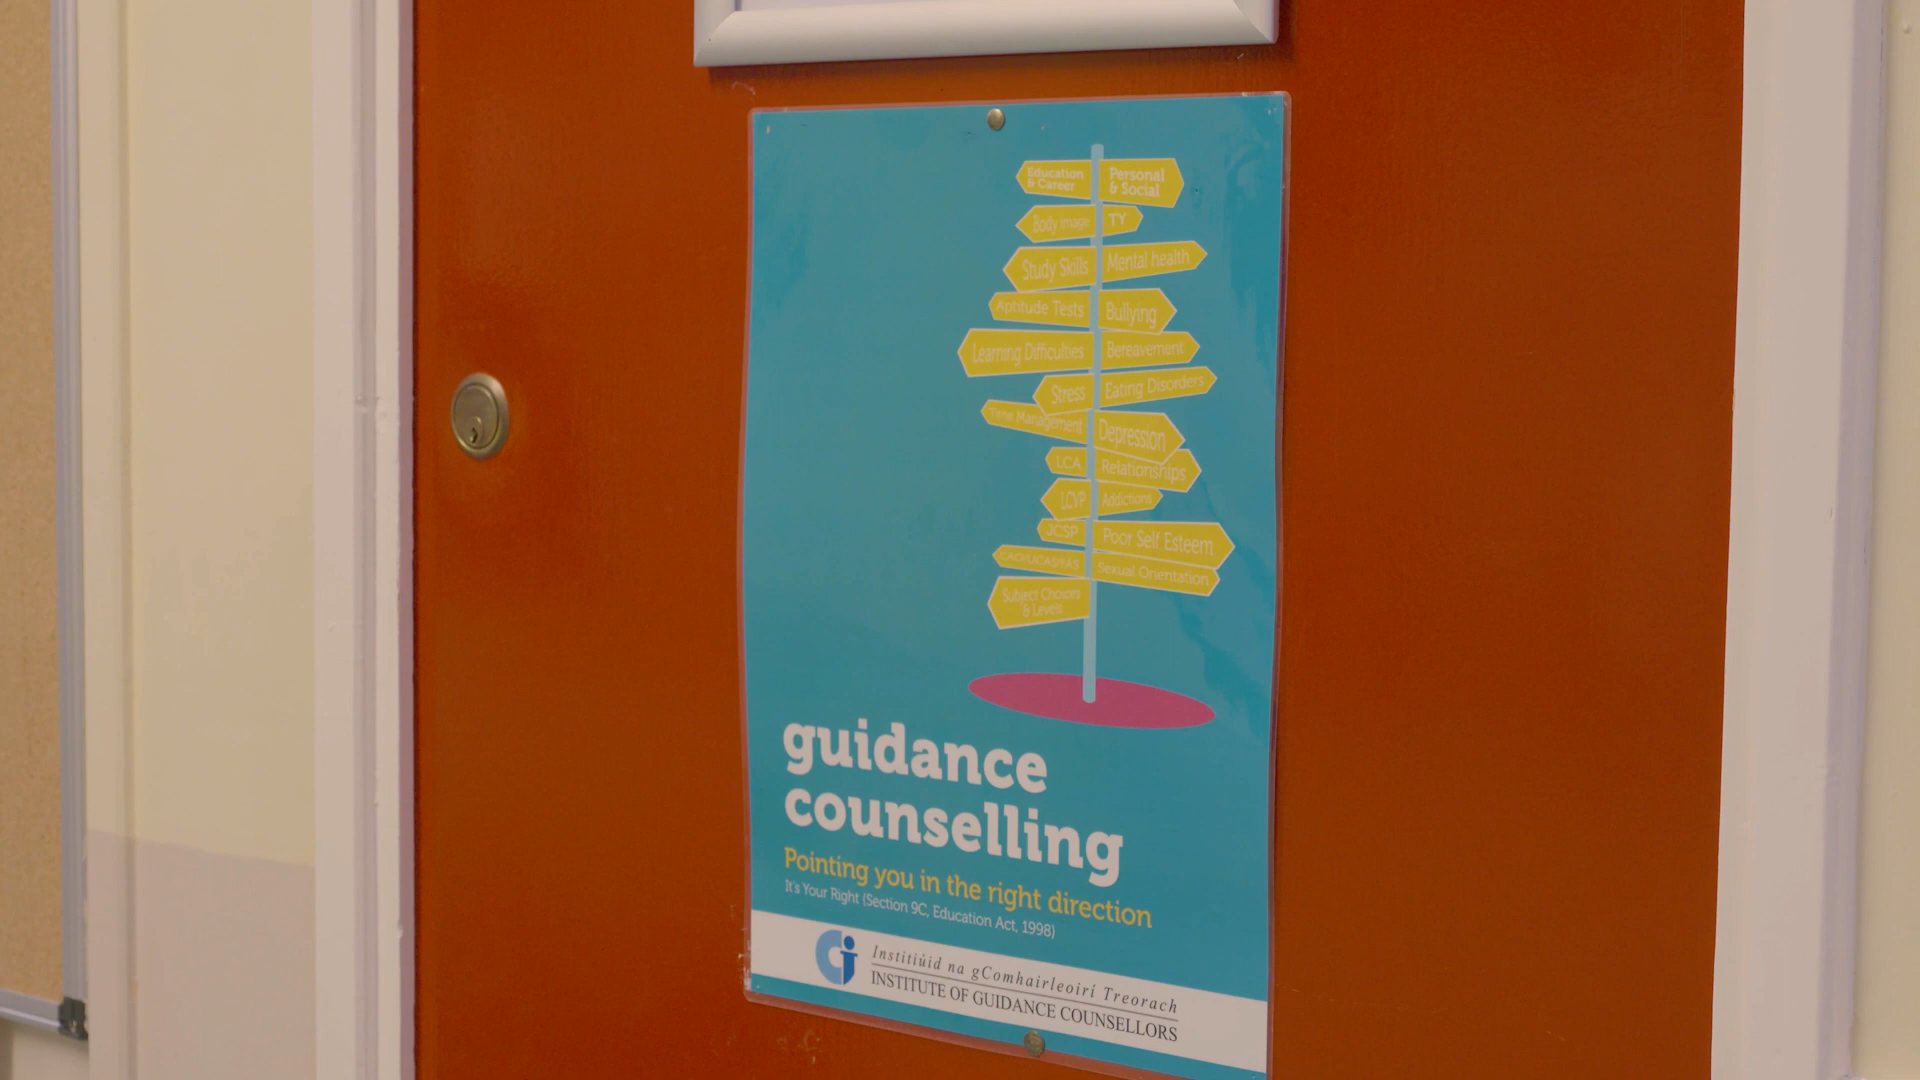 Education
& Career
Personal
& Social
Body Image
TY
Study Skills
Mental health
Aptitude Tests
Bullying
Learning Difficulties
Bereavement
Stress
Eating Disorders
Time Management
Depression
LCA
Relationships
LCVP
Addictions
JCSP
Poor Self Esteem
CAO/UCAS/FAS
Sexual Orientation
Subject Choices
& Levels
guidance
counselling
Pointing you in the right direction
It's Your Right (Section 9C, Education Act, 1998)
Institiúid na gComhairleoirí Treorach
INSTITUTE OF GUIDANCE COUNSELLORS